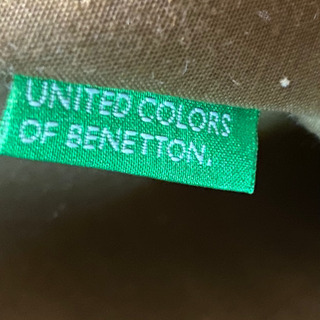 UNITED COLORS
OF BENETTON.